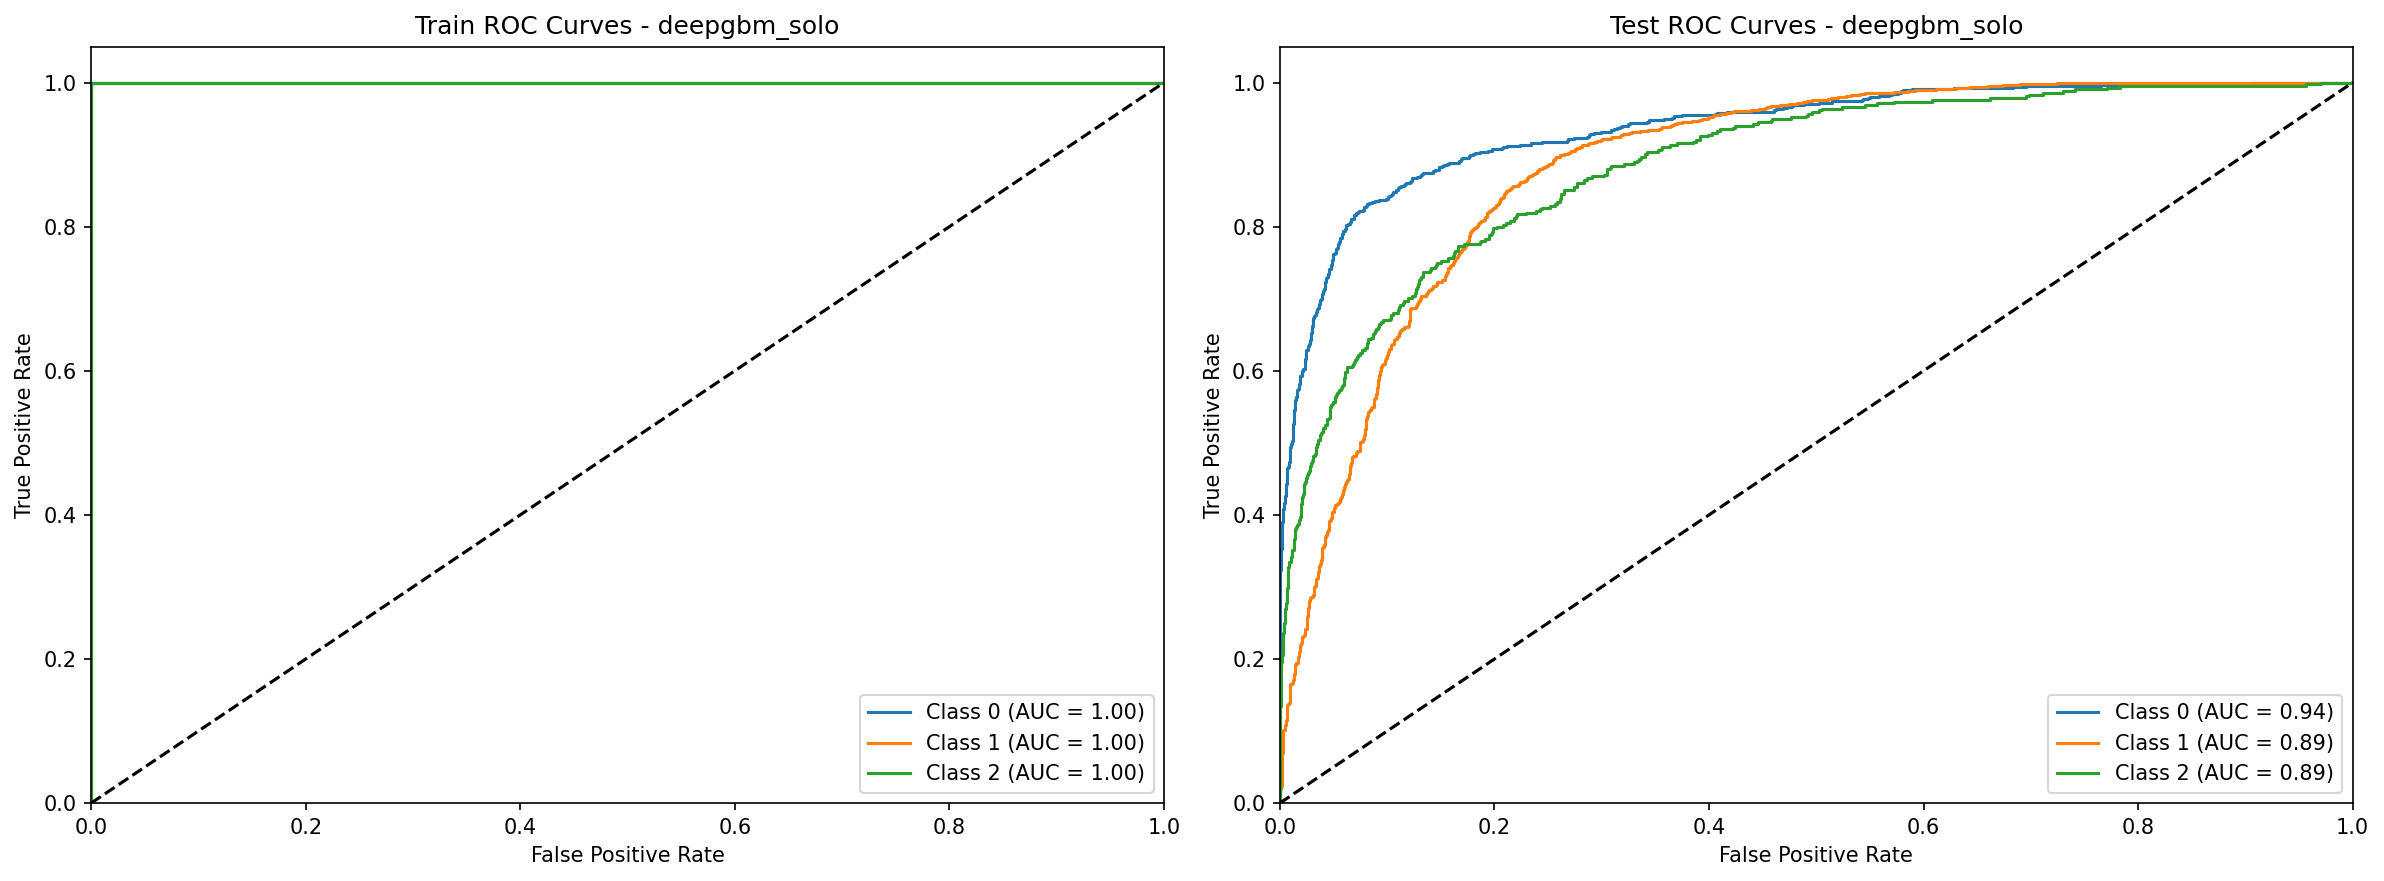 Train ROC Curves - deepgbm_solo
True Positive Rate
1.0
0.8
0.6
0.4
0.2
0.0
0.0 0.2 0.4 0.6 0.8 1.0
False Positive Rate
Class 0 (AUC = 1.00)
Class 1 (AUC = 1.00)
Class 2 (AUC = 1.00)
Test ROC Curves - deepgbm_solo
True Positive Rate
1.0
0.8
0.6
0.4
0.2
0.0
0.0 0.2 0.4 0.6 0.8 1.0
False Positive Rate
Class 0 (AUC = 0.94)
Class 1 (AUC = 0.89)
Class 2 (AUC = 0.89)